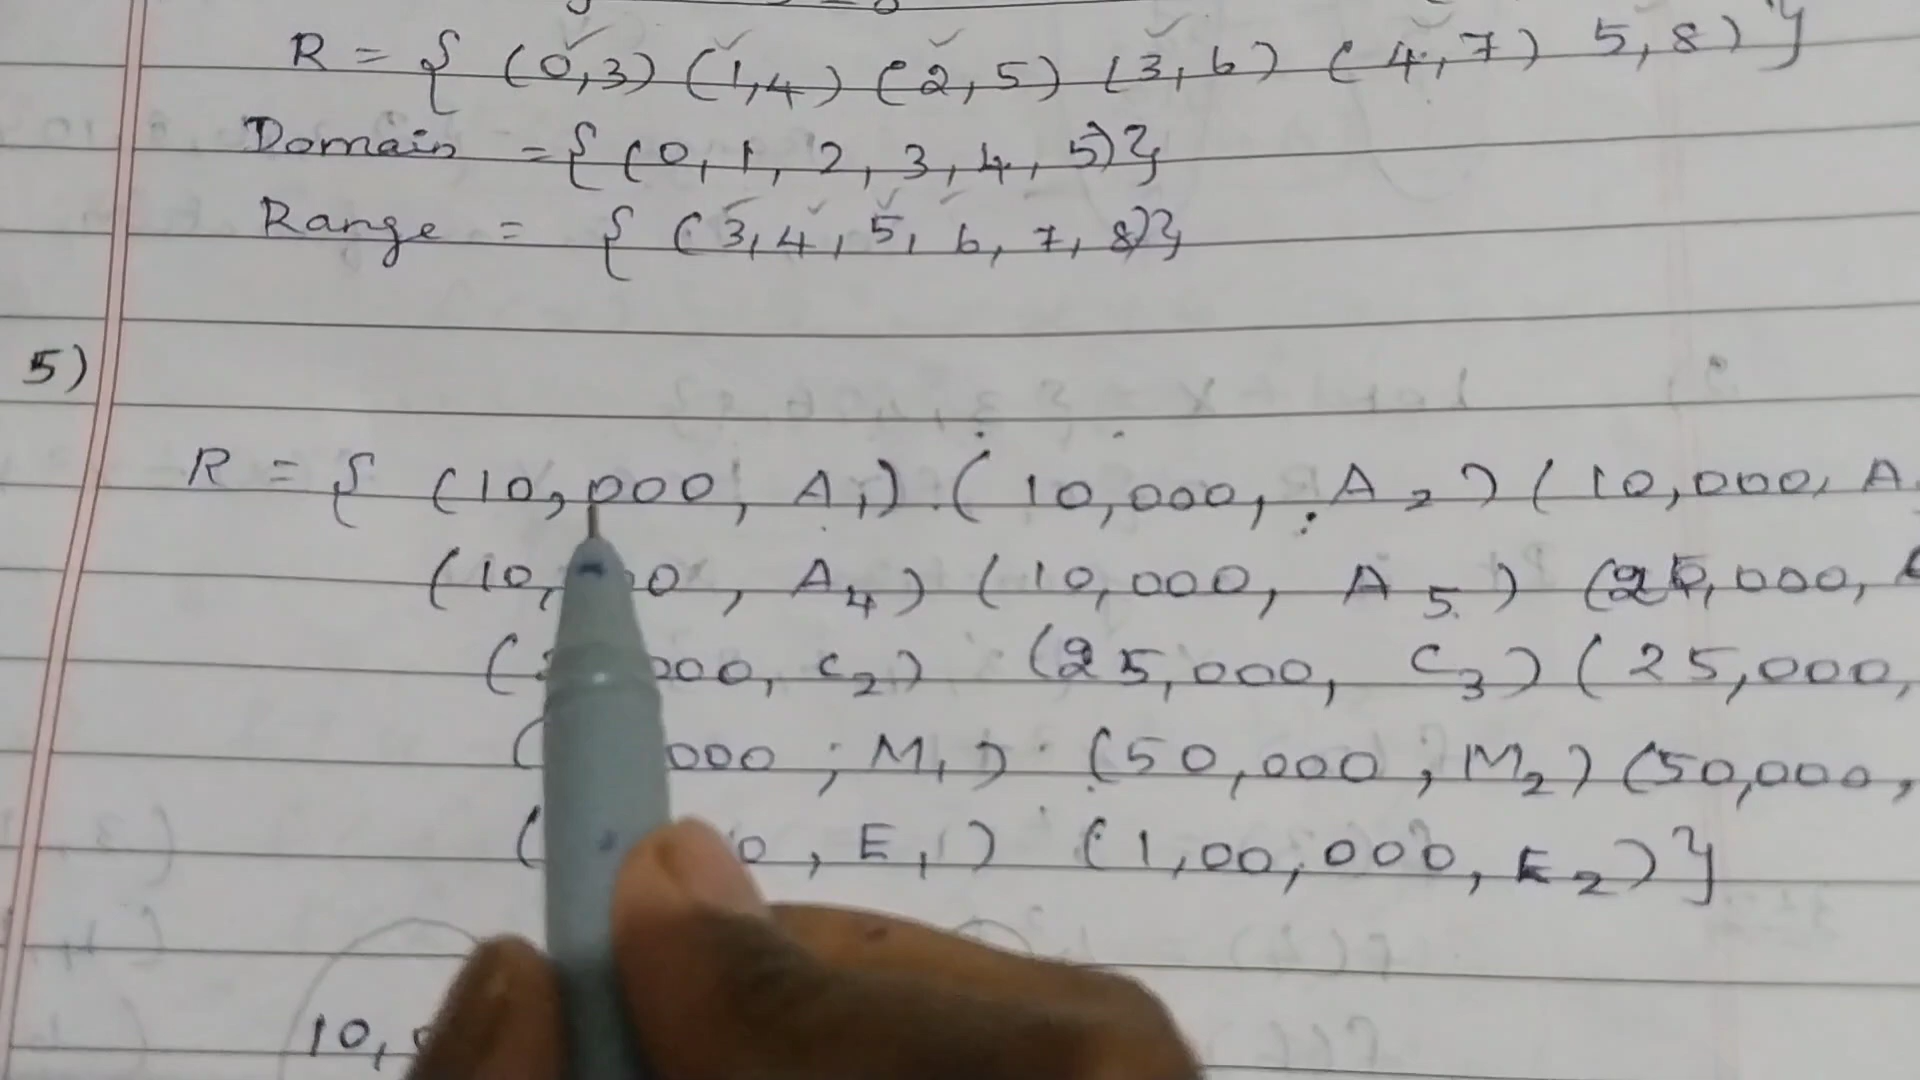 R = { (0,3) (1,4) (2,5) (3,6) (4,7) 5,8) }
Domain = { (0, 1, 2, 3, 4, 5) }
Range = { (3, 4, 5, 6, 7, 8) }
5)
R = { (10,000, A1) (10,000, A2) (10,000, A
(10, 0, A4) (10,000, A5) (25,000,
( 000, C2) (25,000, C3) (25,000,
( 000, M1) (50,000, M2) (50,000,
( 0, E1) (1,00,000, E2) }
10,